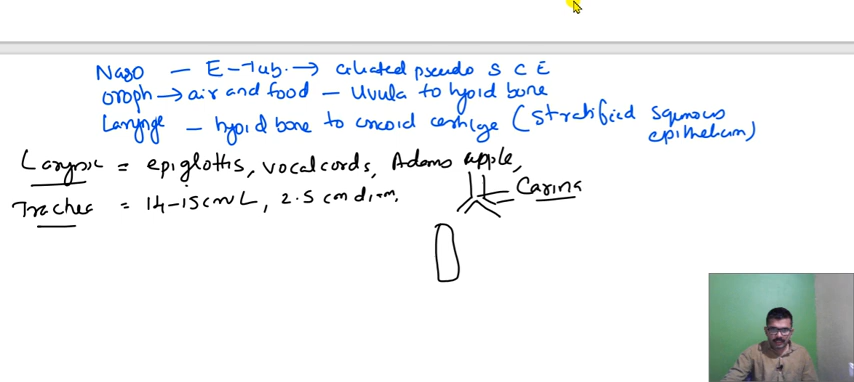 Naso - E-Tub. → ciliated pseudo S C E
oroph → air and food - Uvula to hyoid bone
Larynge - hyoid bone to cricoid cartilage (Stratified squmous epithelium)
Larynx = epiglottis, vocal cords, Adams apple,
Trachea = 14-15cm L, 2.5 cm diam,
Carina